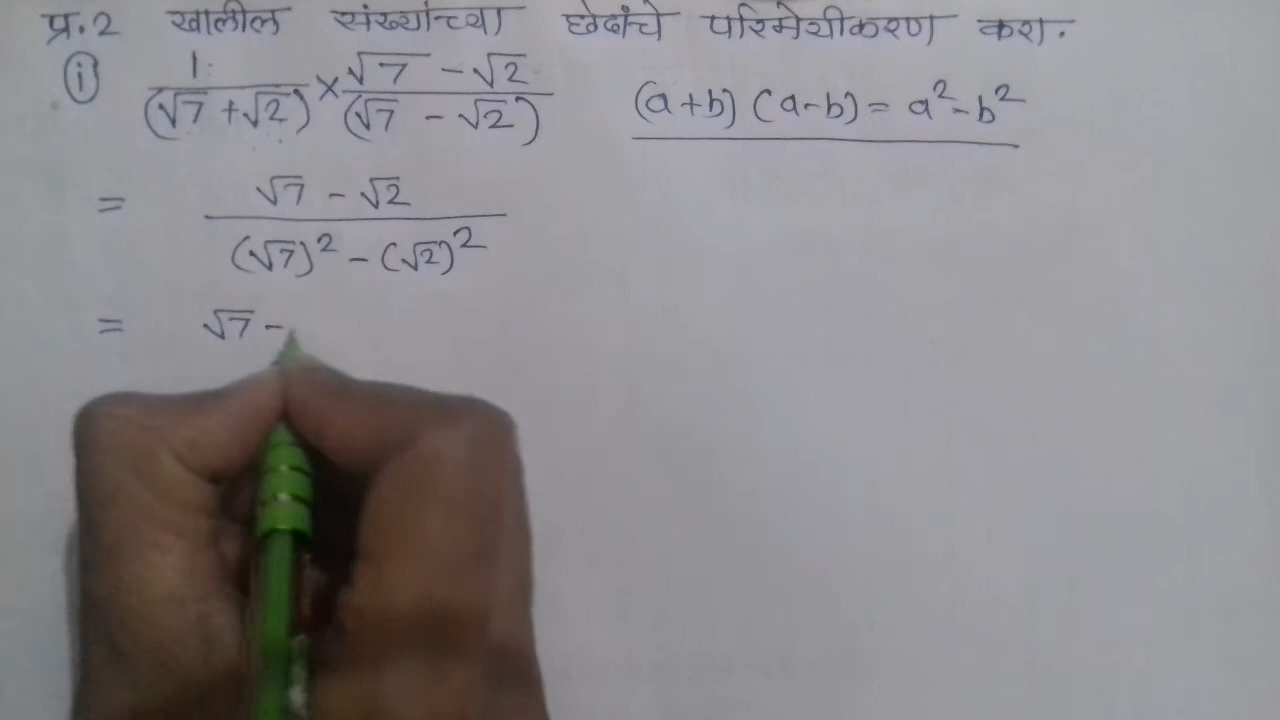 प्र.2 खालील संख्यांच्या छेदांचे परिमेयीकरण करा.
(i) 1/(√7+√2) × (√7-√2)/(√7-√2) (a+b)(a-b) = a²-b²
= (√7-√2)/((√7)²-(√2)²)
= √7-